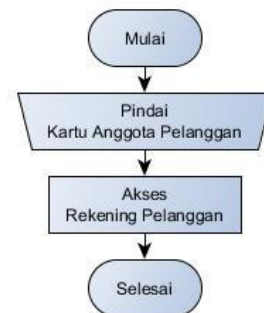 Mulai
Pindai
Kartu Anggota Pelanggan
Akses
Rekening Pelanggan
Selesai